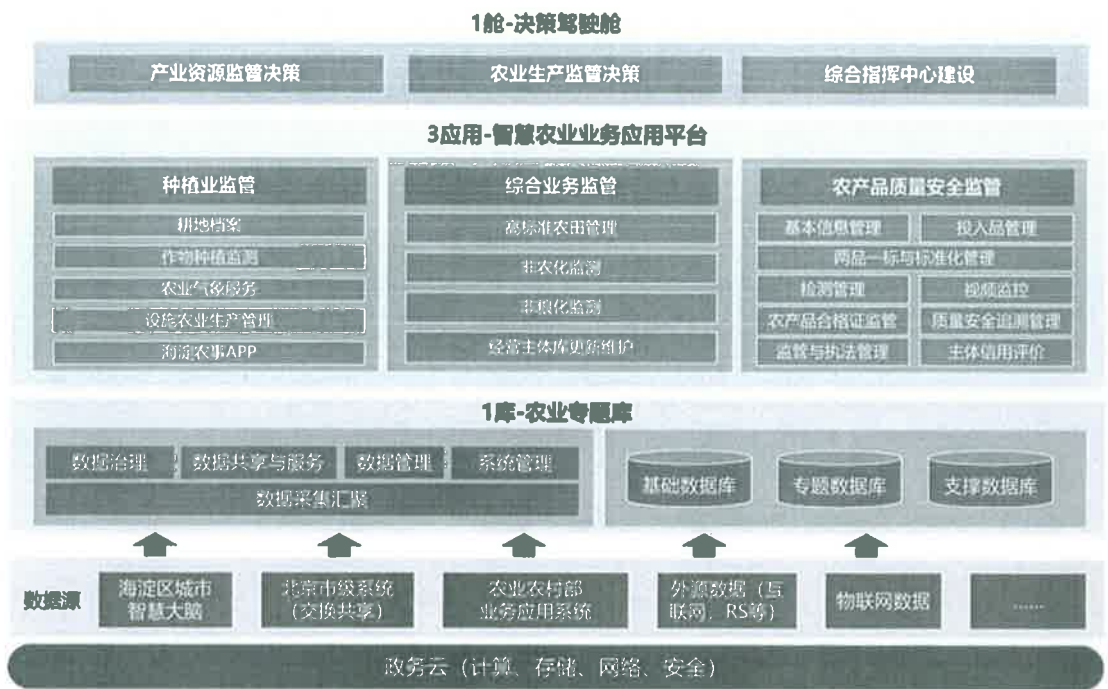 1舱-决策驾驶舱
产业资源监管决策
农业生产监管决策
综合指挥中心建设
3应用-智慧农业业务应用平台
种植业监管
耕地档案
作物种植监测
农业气象服务
设施农业生产管理
海淀农事APP
综合业务监管
高标准农田管理
非农化监测
非粮化监测
经营主体库更新维护
农产品质量安全监管
基本信息管理
投入品管理
两品一标与标准化管理
检测管理
视频监控
农产品合格证监管
质量安全追溯管理
监管与执法管理
主体信用评价
1库-农业专题库
数据治理
数据共享与服务
数据管理
系统管理
数据采集汇聚
基础数据库
专题数据库
支撑数据库
数据源
海淀区城市
智慧大脑
北京市级系统
(交换共享)
农业农村部
业务应用系统
外源数据（互
联网、RS等）
物联网数据
……
政务云（计算、存储、网络、安全）